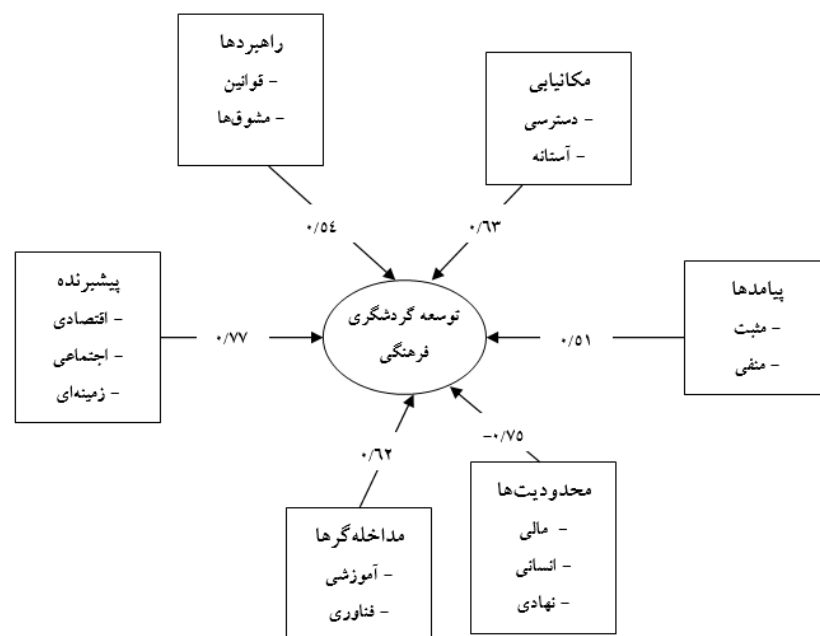 راهبردها
- قوانین
- مشوق‌ها
مکانیابی
- دسترسی
- آستانه
۰/۵۴
۰/۶۳
پیشبرنده
- اقتصادی
- اجتماعی
- زمینه‌ای
۰/۷۷
توسعه گردشگری
فرهنگی
۰/۵۱
پیامدها
- مثبت
- منفی
۰/۶۲
-۰/۷۵
مداخله‌گرها
- آموزشی
- فناوری
محدودیت‌ها
- مالی
- انسانی
- نهادی